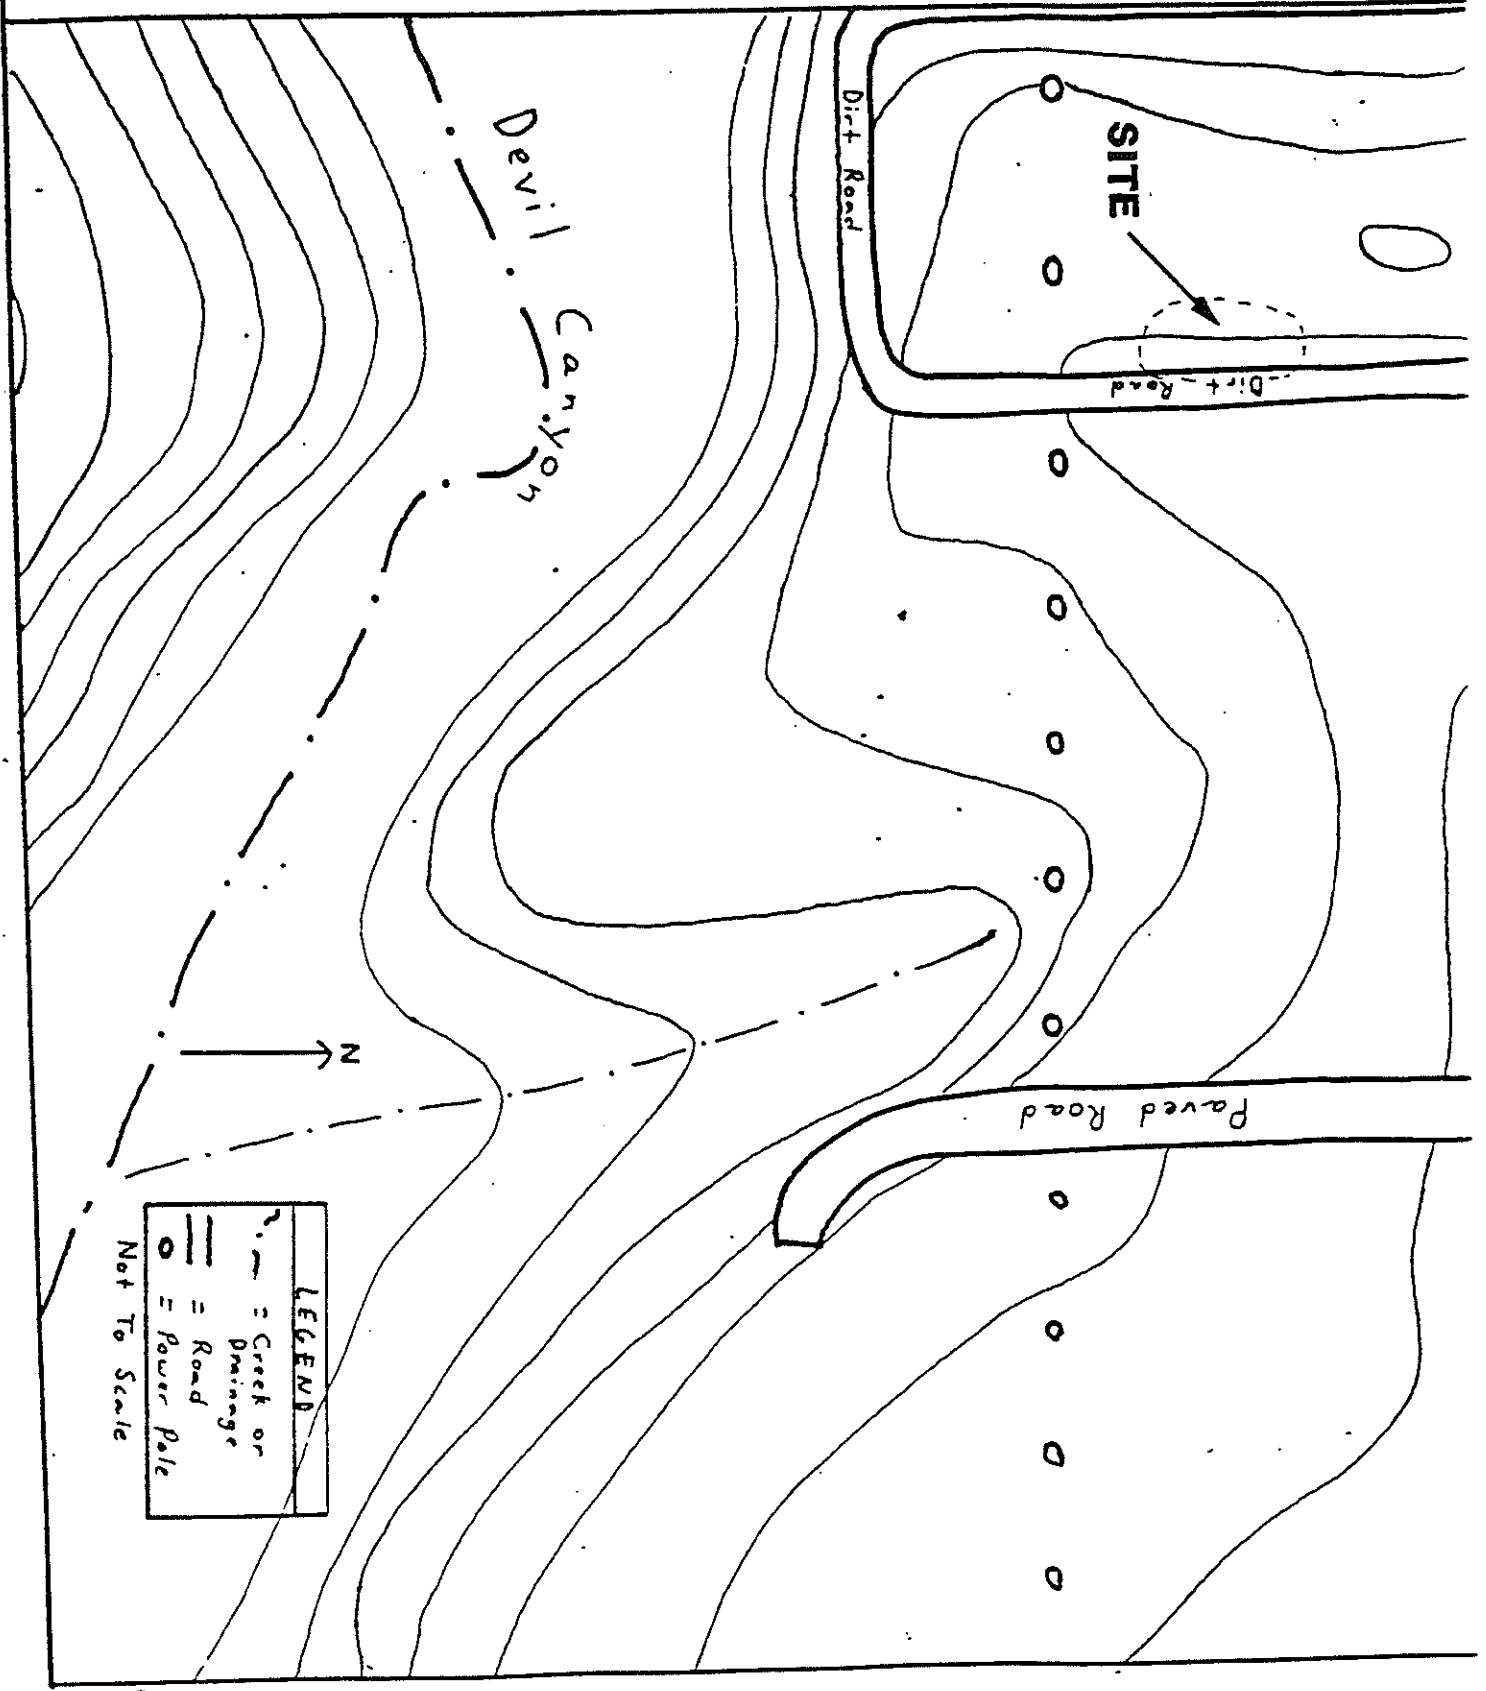 SITE
Dirt Road
Dirt Road
Devil Canyon
N
Paved Road
LEGEND
= Creek or
Drainage
= Road
= Power Pole
Not To Scale